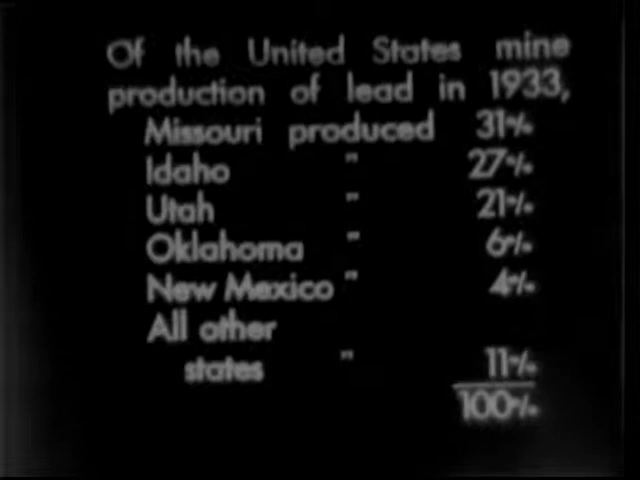 Of the United States mine
production of lead in 1933,
Missouri produced 31%
Idaho " 27%
Utah " 21%
Oklahoma " 6%
New Mexico " 4%
All other
states " 11%
100%